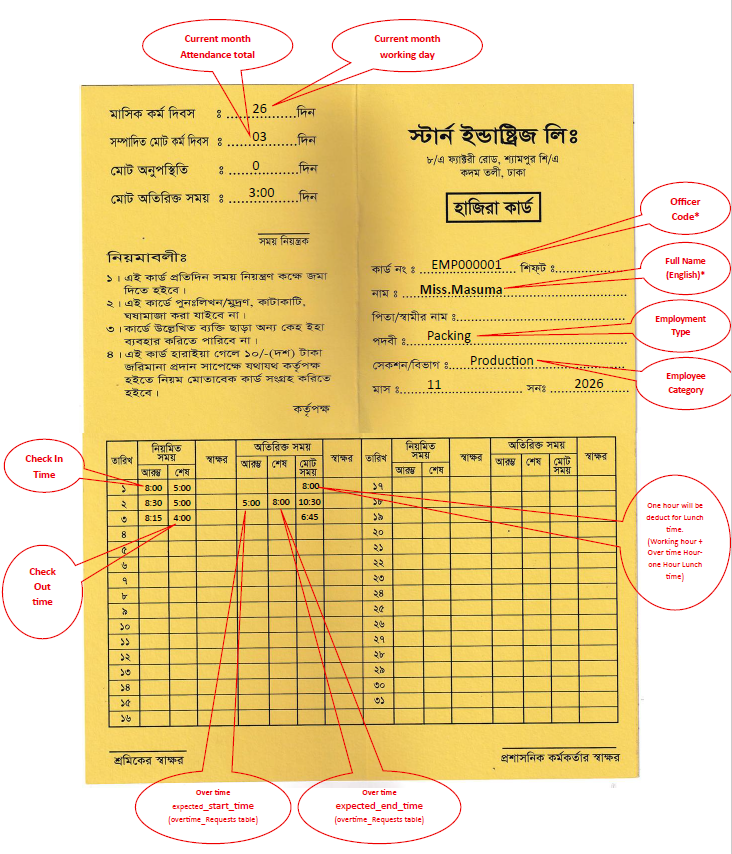 Current month
Attendance total
Current month
working day
মাসিক কর্ম দিবস ঃ ....26....দিন
সম্পাদিত মোট কর্ম দিবস ঃ ....03....দিন
মোট অনুপস্থিতি ঃ ....0....দিন
মোট অতিরিক্ত সময় ঃ ....3:00....দিন
সময় নিয়ন্ত্রক
নিয়মাবলীঃ
১। এই কার্ড প্রতিদিন সময় নিয়ন্ত্রণ কক্ষে জমা
দিতে হইবে।
২। এই কার্ডে পুনঃলিখন/মুদ্রণ, কাটাকাটি,
ঘষামাজা করা যাইবে না।
৩। কার্ডে উল্লেখিত ব্যক্তি ছাড়া অন্য কেহ ইহা
ব্যবহার করিতে পারিবে না।
৪। এই কার্ড হারাইয়া গেলে ১০/-(দশ) টাকা
জরিমানা প্রদান সাপেক্ষে যথাযথ কর্তৃপক্ষ
হইতে নিয়ম মোতাবেক কার্ড সংগ্রহ করিতে
হইবে।
কর্তৃপক্ষ
স্টার্ন ইন্ডাষ্ট্রিজ লিঃ
৮/এ ফ্যাক্টরী রোড, শ্যামপুর শি/এ
কদম তলী, ঢাকা
হাজিরা কার্ড
কার্ড নং ঃ ....EMP000001.... শিফ্ট ঃ....
নাম ঃ ....Miss.Masuma....
পিতা/স্বামীর নাম ঃ....
পদবী ঃ ....Packing....
সেকশন/বিভাগ ঃ ....Production....
মাস ঃ ....11.... সনঃ ....2026....
Officer
Code*
Full Name
(English)*
Employment
Type
Employee
Category
Check In
Time
Check
Out
time
তারিখ নিয়মিত সময় স্বাক্ষর অতিরিক্ত সময় স্বাক্ষর তারিখ নিয়মিত সময় স্বাক্ষর অতিরিক্ত সময় স্বাক্ষর
আরম্ভ শেষ আরম্ভ শেষ মোট সময় আরম্ভ শেষ আরম্ভ শেষ মোট সময়
১ 8:00 5:00 8:00 ১৭
২ 8:30 5:00 5:00 8:00 10:30 ১৮
৩ 8:15 4:00 6:45 ১৯
৪ ২০
৫ ২১
৬ ২২
৭ ২৩
৮ ২৪
৯ ২৫
১০ ২৬
১১ ২৭
১২ ২৮
১৩ ২৯
১৪ ৩০
১৫ ৩১
১৬
One hour will be
deduct for Lunch
time.
(Working hour +
Over time Hour-
one Hour Lunch
time)
শ্রমিকের স্বাক্ষর
প্রশাসনিক কর্মকর্তার স্বাক্ষর
Over time
expected_start_time
(overtime_Requests table)
Over time
expected_end_time
(overtime_Requests table)